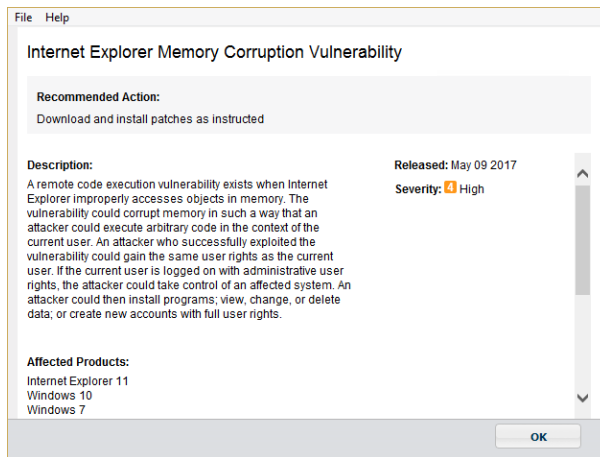 File Help
Internet Explorer Memory Corruption Vulnerability
Recommended Action:
Download and install patches as instructed
Description:
A remote code execution vulnerability exists when Internet
Explorer improperly accesses objects in memory. The
vulnerability could corrupt memory in such a way that an
attacker could execute arbitrary code in the context of the
current user. An attacker who successfully exploited the
vulnerability could gain the same user rights as the current
user. If the current user is logged on with administrative user
rights, the attacker could take control of an affected system. An
attacker could then install programs; view, change, or delete
data; or create new accounts with full user rights.
Released: May 09 2017
Severity: 4 High
Affected Products:
Internet Explorer 11
Windows 10
Windows 7
OK